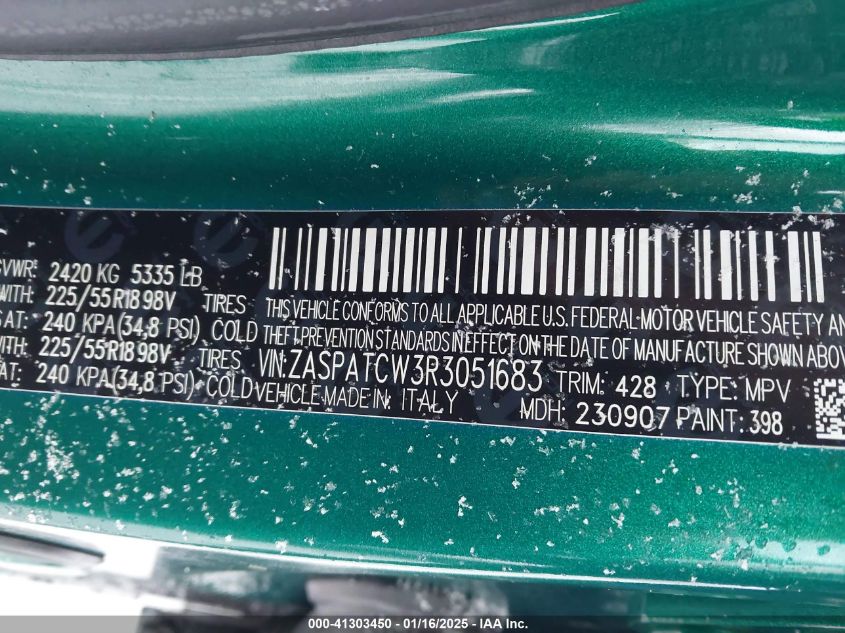 GVWR: 2420 KG 5335 LB
WITH: 225/55R18 98V TIRES
AT: 240 KPA(34,8 PSI) COLD
WITH: 225/55R18 98V TIRES
AT: 240 KPA(34,8 PSI) COLD
THIS VEHICLE CONFORMS TO ALL APPLICABLE U.S. FEDERAL-MOTOR VEHICLE SAFETY AN
THEFT PREVENTION STANDARDS IN EFFECT ON THE DATE OF MANUFACTURE SHOWN ABOV
VIN: ZASPATCW3R3051683 TRIM: 428 TYPE: MPV
VEHICLE MADE IN: ITALY MDH: 230907 PAINT: 398
000-41303450 - 01/16/2025 - IAA Inc.